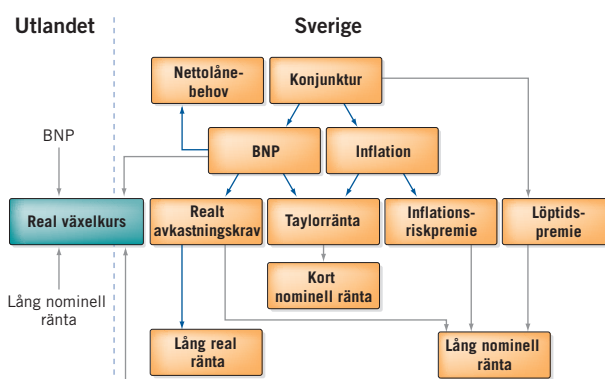 Utlandet
Sverige
Nettolåne-
behov
Konjunktur
BNP
BNP
Inflation
Real växelkurs
Realt
avkastningskrav
Taylorränta
Inflations-
riskpremie
Löptids-
premie
Kort
nominell ränta
Lång nominell
ränta
Lång real
ränta
Lång nominell
ränta